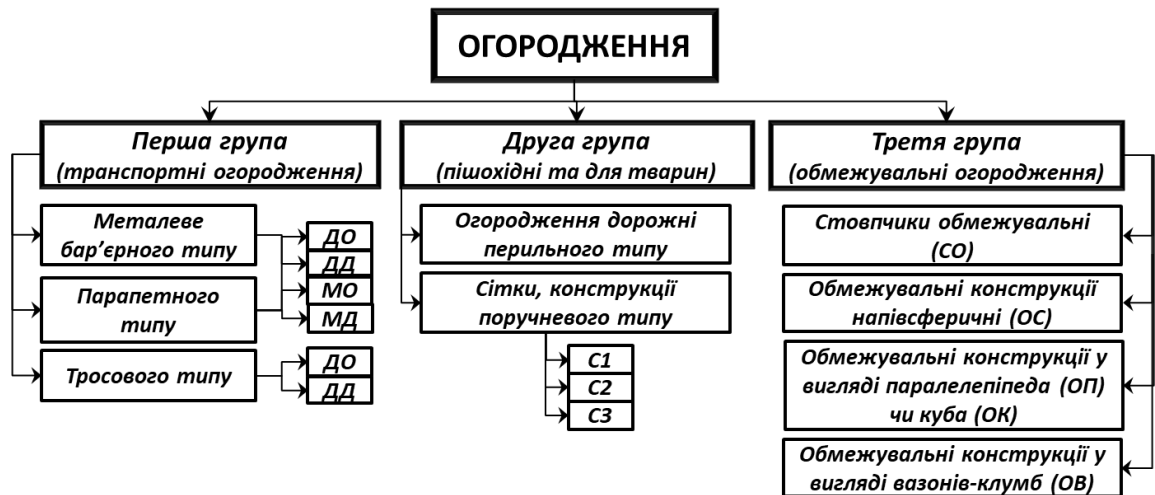 ОГОРОДЖЕННЯ
Перша група
(транспортні огородження)
Металеве
бар’єрного типу
Парапетного
типу
Тросового типу
ДО
ДД
МО
МД
ДО
ДД
Друга група
(пішохідні та для тварин)
Огородження дорожні
перильного типу
Сітки, конструкції
поручневого типу
С1
С2
С3
Третя група
(обмежувальні огородження)
Стовпчики обмежувальні
(СО)
Обмежувальні конструкції
напівсферичні (ОС)
Обмежувальні конструкції у
вигляді паралелепіпеда (ОП)
чи куба (ОК)
Обмежувальні конструкції у
вигляді вазонів-клумб (ОВ)